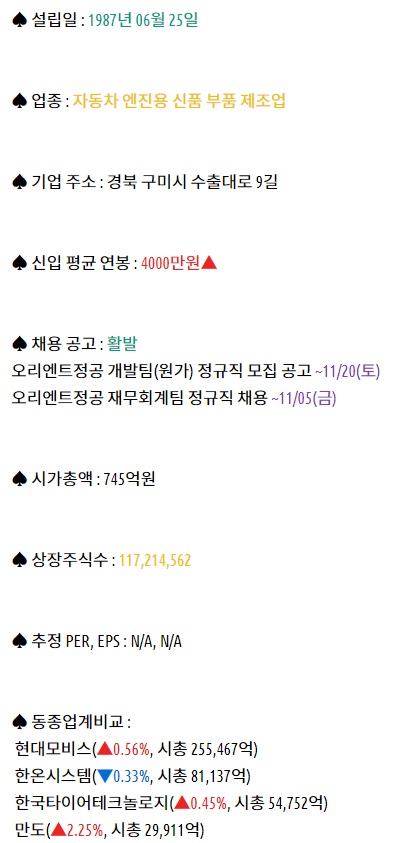 ♠ 설립일 : 1987년 06월 25일
♠ 업종 : 자동차 엔진용 신품 부품 제조업
♠ 기업 주소 : 경북 구미시 수출대로 9길
♠ 신입 평균 연봉 : 4000만원▲
♠ 채용 공고 : 활발
오리엔트정공 개발팀(원가) 정규직 모집 공고 ~11/20(토)
오리엔트정공 재무회계팀 정규직 채용 ~11/05(금)
♠ 시가총액 : 745억원
♠ 상장주식수 : 117,214,562
♠ 추정 PER, EPS : N/A, N/A
♠ 동종업계비교 :
현대모비스(▲0.56%, 시총 255,467억)
한온시스템(▼0.33%, 시총 81,137억)
한국타이어테크놀로지(▲0.45%, 시총 54,752억)
만도(▲2.25%, 시총 29,911억)